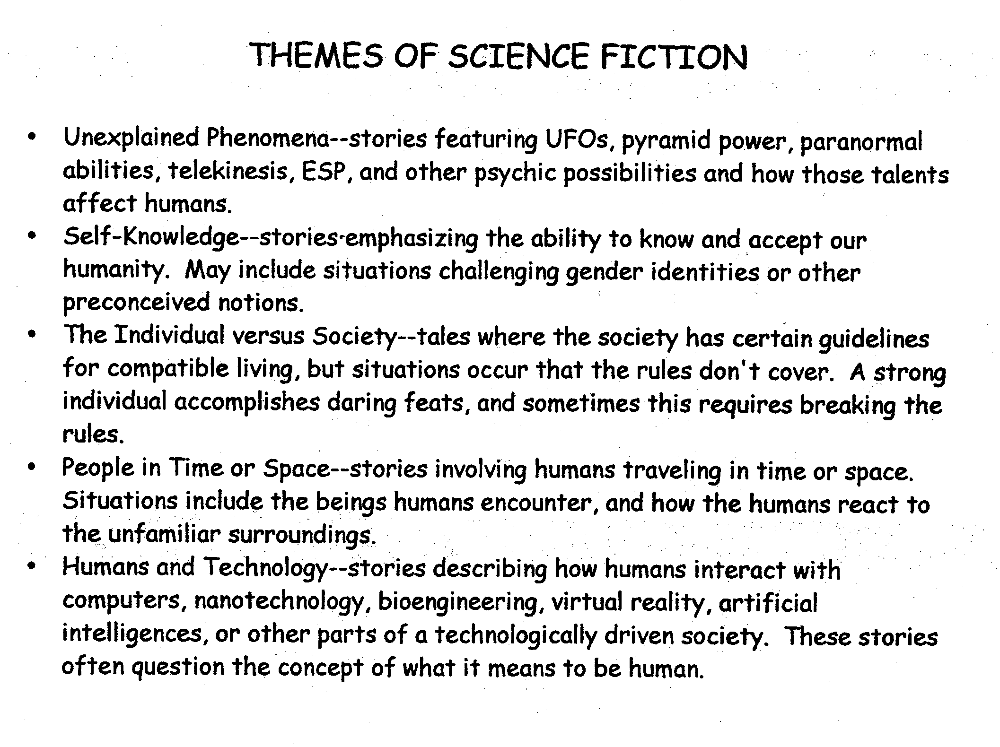 THEMES OF SCIENCE FICTION
• Unexplained Phenomena--stories featuring UFOs, pyramid power, paranormal
abilities, telekinesis, ESP, and other psychic possibilities and how those talents
affect humans.
• Self-Knowledge--stories emphasizing the ability to know and accept our
humanity. May include situations challenging gender identities or other
preconceived notions.
• The Individual versus Society--tales where the society has certain guidelines
for compatible living, but situations occur that the rules don't cover. A strong
individual accomplishes daring feats, and sometimes this requires breaking the
rules.
• People in Time or Space--stories involving humans traveling in time or space.
Situations include the beings humans encounter, and how the humans react to
the unfamiliar surroundings.
• Humans and Technology--stories describing how humans interact with
computers, nanotechnology, bioengineering, virtual reality, artificial
intelligences, or other parts of a technologically driven society. These stories
often question the concept of what it means to be human.